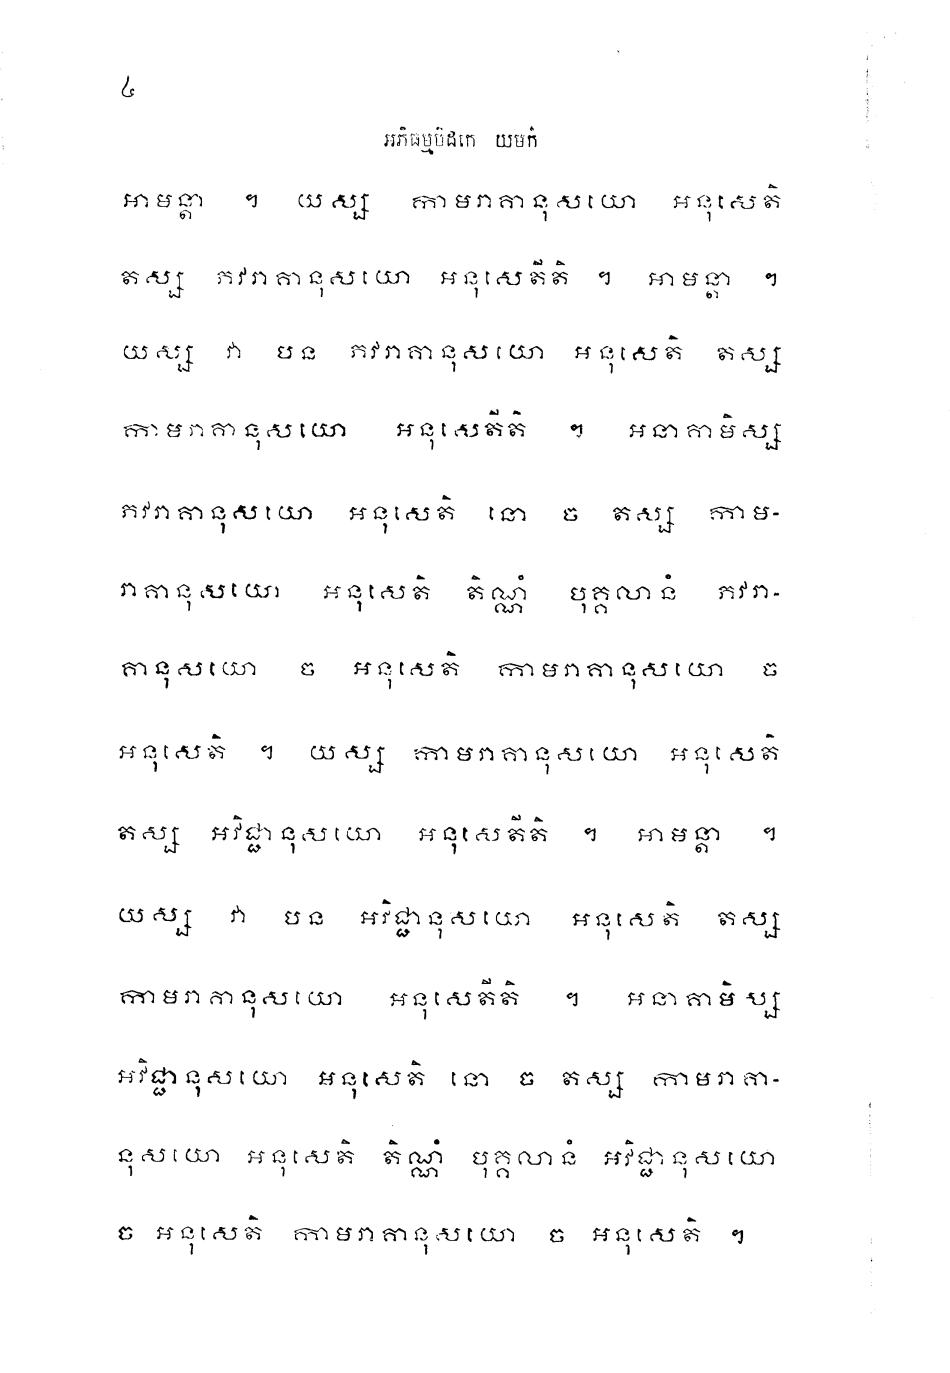 ៤
អភិធម្មបិដកេ យមកំ
អាមន្តា ។ យស្ស កាមរាគានុសយោ អនុសេតិ
តស្ស ភវរាគានុសយោ អនុសេតីតិ ។ អាមន្តា ។
យស្ស វា បន ភវរាគានុសយោ អនុសេតិ តស្ស
កាមរាគានុសយោ អនុសេតីតិ ។ អនាគាមិស្ស
ភវរាគានុសយោ អនុសេតិ នោ ច តស្ស កាម-
រាគានុសយោ អនុសេតិ តិណ្ណំ បុគ្គលានំ ភវរា-
គានុសយោ ច អនុសេតិ កាមរាគានុសយោ ច
អនុសេតិ ។ យស្ស កាមរាគានុសយោ អនុសេតិ
តស្ស អវិជ្ជានុសយោ អនុសេតីតិ ។ អាមន្តា ។
យស្ស វា បន អវិជ្ជានុសយោ អនុសេតិ តស្ស
កាមរាគានុសយោ អនុសេតីតិ ។ អនាគាមិស្ស
អវិជ្ជានុសយោ អនុសេតិ នោ ច តស្ស កាមរាគា-
នុសយោ អនុសេតិ តិណ្ណំ បុគ្គលានំ អវិជ្ជានុសយោ
ច អនុសេតិ កាមរាគានុសយោ ច អនុសេតិ ។